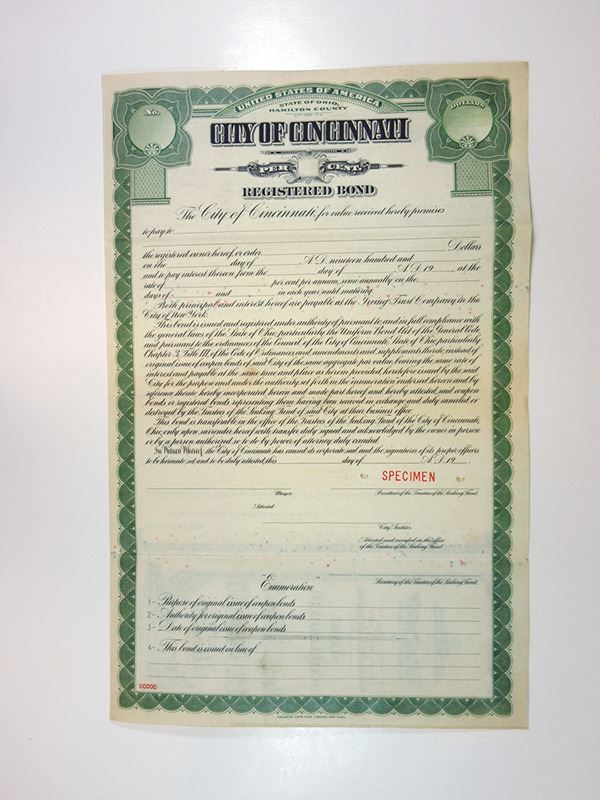 No.
UNITED STATES OF AMERICA
DOLLARS
STATE OF OHIO,
HAMILTON COUNTY
CITY OF CINCINNATI
PER CENT.
REGISTERED BOND
The City of Cincinnati, for value received hereby promises
to pay to
Dollars
the registered owner hereof, or order,
on the day of A.D. nineteen hundred and
and to pay interest thereon from the day of A.D. 19 , at the
rate of per cent per annum, semi-annually on the
days of and in each year, until maturity.
Both principal and interest hereof are payable at the Irving Trust Company in the
City of New York.
This bond is issued and registered under authority of, pursuant to and in full compliance with
the general laws of the State of Ohio, particularly the Uniform Bond Act of the General Code,
and pursuant to the ordinances of the Council of the City of Cincinnati, State of Ohio, particularly
Chapter 3, Title III, of the Code of Ordinances, and amendments and supplements thereto, instead of
original issue of coupon bonds of said City of the same aggregate par value, bearing the same rate of
interest and payable at the same time and place as herein provided, heretofore issued by the said
City for the purpose and under the authority set forth in the enumeration endorsed hereon and by
reference thereto hereby incorporated herein and made part hereof and hereby attested, said coupon
bonds or registered bonds representing them having been received in exchange and duly canceled or
destroyed by the Trustees of the Sinking Fund of said City at their business office.
This bond is transferable in the office of the Trustees of the Sinking Fund of the City of Cincinnati,
Ohio, only upon surrender hereof with transfer duly signed and acknowledged by the owner in person
or by a person authorized so to do by power of attorney duly executed.
In Witness Whereof, the City of Cincinnati has caused its corporate seal, and the signatures of its proper officers
to be hereunto set, and to be duly attested, this day of A.D. 19 .
SPECIMEN
Mayor
President of the Trustees of the Sinking Fund.
Attested
City Auditor
Attested and recorded in the office
of the Trustees of the Sinking Fund
Secretary of the Trustees of the Sinking Fund.
Enumeration
1 - Purpose of original issue of coupon bonds
2 - Authority for original issue of coupon bonds
3 - Date of original issue of coupon bonds
4 - This bond is issued in lieu of
00000